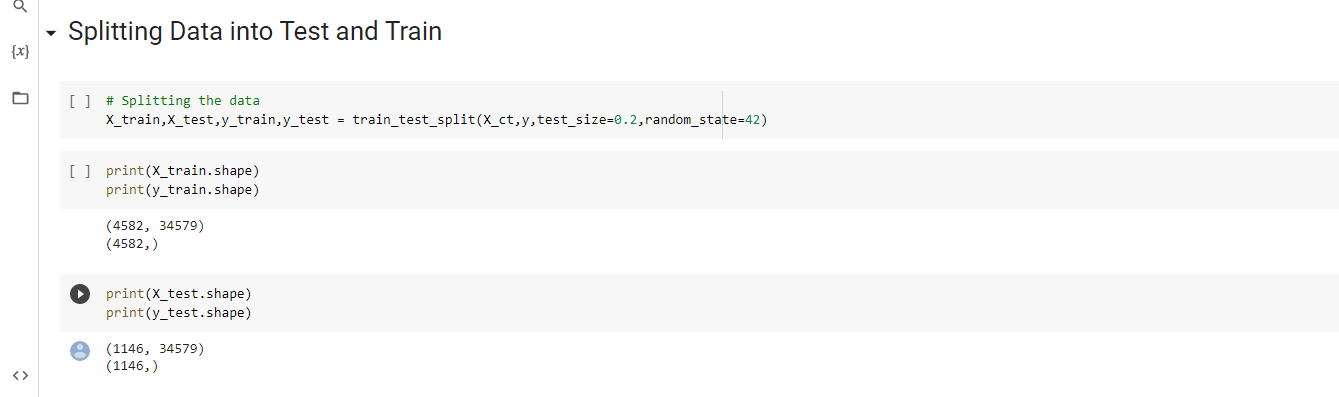 Splitting Data into Test and Train
{x}
[ ] # Splitting the data
X_train,X_test,y_train,y_test = train_test_split(X_ct,y,test_size=0.2,random_state=42)
[ ] print(X_train.shape)
print(y_train.shape)
(4582, 34579)
(4582,)
print(X_test.shape)
print(y_test.shape)
(1146, 34579)
(1146,)
<>